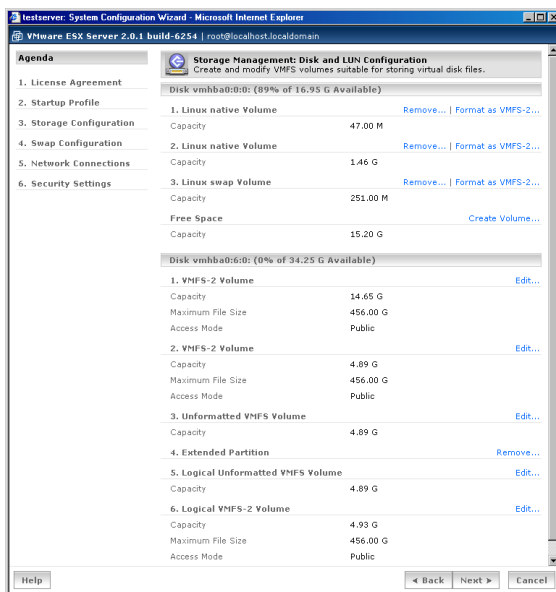 testserver: System Configuration Wizard - Microsoft Internet Explorer
VMware ESX Server 2.0.1 build-6254 | root@localhost.localdomain
Agenda
1. License Agreement
2. Startup Profile
3. Storage Configuration
4. Swap Configuration
5. Network Connections
6. Security Settings
Storage Management: Disk and LUN Configuration
Create and modify VMFS volumes suitable for storing virtual disk files.
Disk vmhba0:0:0: (89% of 16.95 G Available)
1. Linux native Volume Remove... | Format as VMFS-2...
Capacity 47.00 M
2. Linux native Volume Remove... | Format as VMFS-2...
Capacity 1.46 G
3. Linux swap Volume Remove... | Format as VMFS-2...
Capacity 251.00 M
Free Space Create Volume...
Capacity 15.20 G
Disk vmhba0:6:0: (0% of 34.25 G Available)
1. VMFS-2 Volume Edit...
Capacity 14.65 G
Maximum File Size 456.00 G
Access Mode Public
2. VMFS-2 Volume Edit...
Capacity 4.89 G
Maximum File Size 456.00 G
Access Mode Public
3. Unformatted VMFS Volume Edit...
Capacity 4.89 G
4. Extended Partition Remove...
5. Logical Unformatted VMFS Volume Edit...
Capacity 4.89 G
6. Logical VMFS-2 Volume Edit...
Capacity 4.93 G
Maximum File Size 456.00 G
Access Mode Public
Help ◄ Back Next ► Cancel